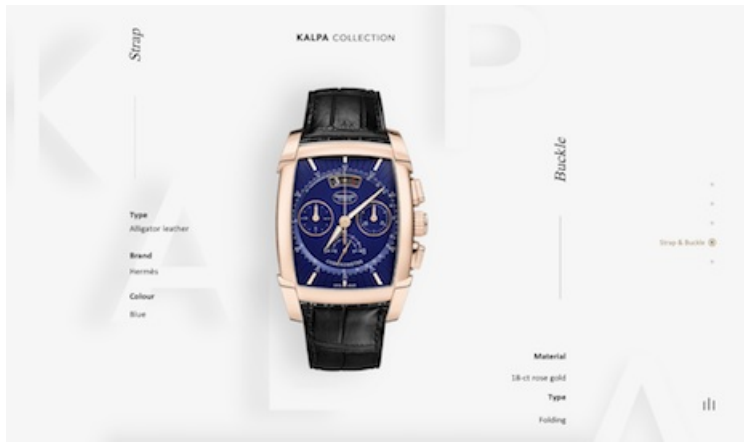 KALPA COLLECTION
Strap
Type
Alligator leather
Brand
Hermès
Colour
Blue
Buckle
Material
18-ct rose gold
Type
Folding
Strap & Buckle
K
A
L
P
A